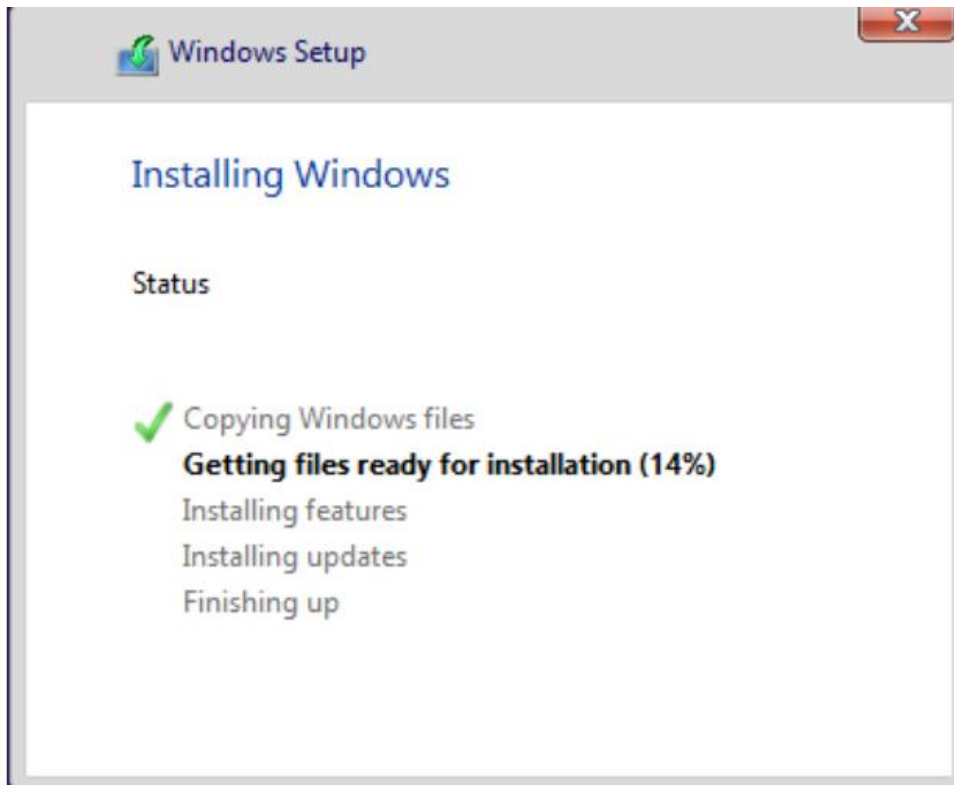 Windows Setup
Installing Windows
Status
Copying Windows files
Getting files ready for installation (14%)
Installing features
Installing updates
Finishing up